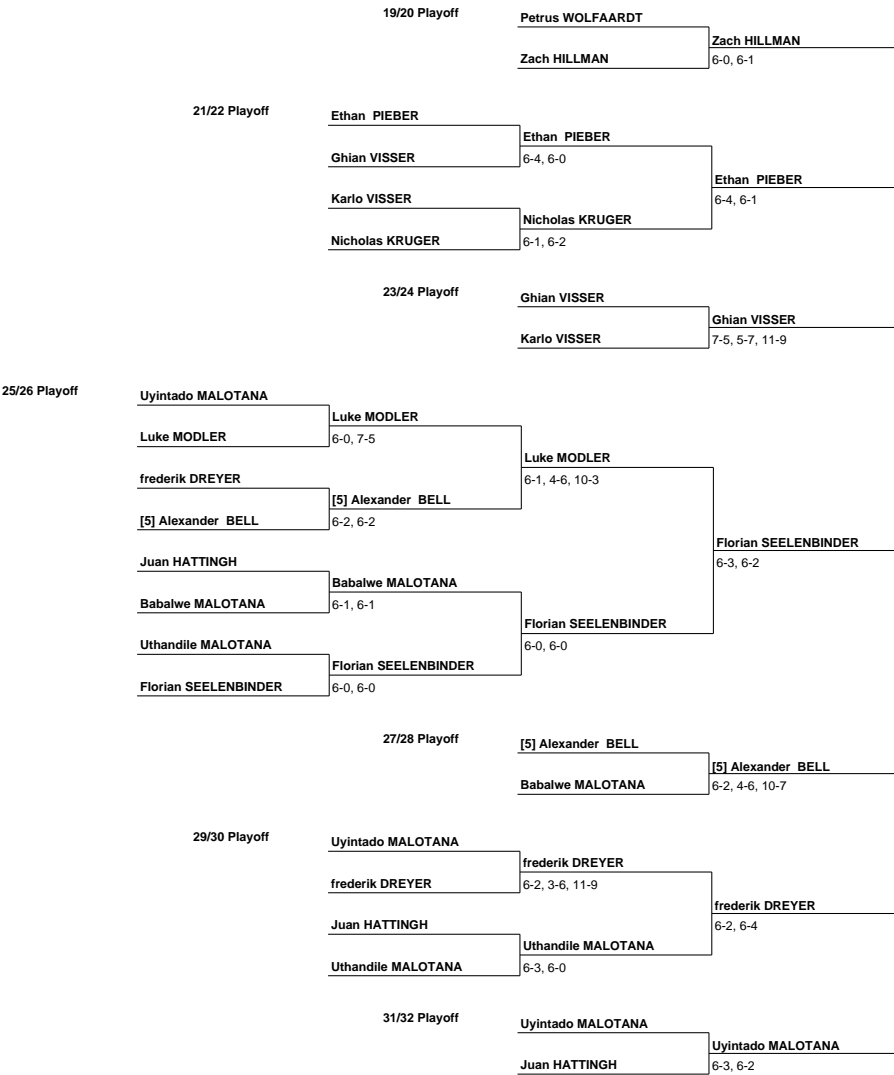 19/20 Playoff
Petrus WOLFAARDT
Zach HILLMAN
Zach HILLMAN
6-0, 6-1
21/22 Playoff
Ethan  PIEBER
Ethan  PIEBER
Ghian VISSER
6-4, 6-0
Ethan  PIEBER
Karlo VISSER
6-4, 6-1
Nicholas KRUGER
Nicholas KRUGER
6-1, 6-2
23/24 Playoff
Ghian VISSER
Ghian VISSER
Karlo VISSER
7-5, 5-7, 11-9
25/26 Playoff
Uyintado MALOTANA
Luke MODLER
Luke MODLER
6-0, 7-5
Luke MODLER
frederik DREYER
6-1, 4-6, 10-3
[5] Alexander  BELL
[5] Alexander  BELL
6-2, 6-2
Florian SEELENBINDER
Juan HATTINGH
6-3, 6-2
Babalwe MALOTANA
Babalwe MALOTANA
6-1, 6-1
Florian SEELENBINDER
Uthandile MALOTANA
6-0, 6-0
Florian SEELENBINDER
Florian SEELENBINDER
6-0, 6-0
27/28 Playoff
[5] Alexander  BELL
[5] Alexander  BELL
Babalwe MALOTANA
6-2, 4-6, 10-7
29/30 Playoff
Uyintado MALOTANA
frederik DREYER
frederik DREYER
6-2, 3-6, 11-9
frederik DREYER
Juan HATTINGH
6-2, 6-4
Uthandile MALOTANA
Uthandile MALOTANA
6-3, 6-0
31/32 Playoff
Uyintado MALOTANA
Uyintado MALOTANA
Juan HATTINGH
6-3, 6-2